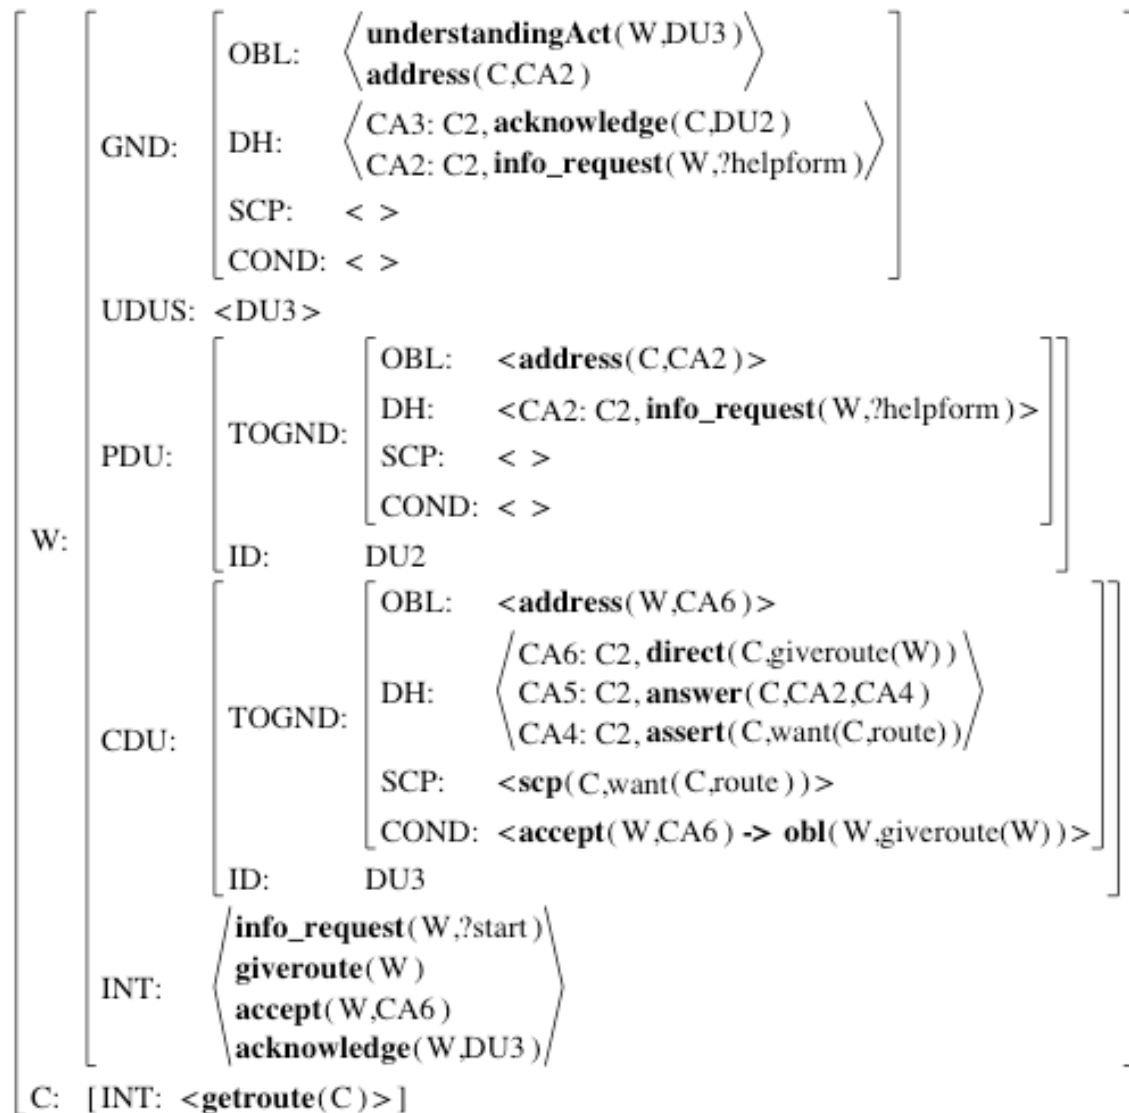 OBL: understandingAct(W,DU3)
address(C,CA2)
GND: DH: CA3: C2, acknowledge(C,DU2)
CA2: C2, info_request(W,?helpform)
SCP: < >
COND: < >
UDUS: <DU3>
OBL: <address(C,CA2)>
DH: <CA2: C2, info_request(W,?helpform)>
TOGND:
PDU: SCP: < >
COND: < >
W:
ID: DU2
OBL: <address(W,CA6)>
CA6: C2, direct(C,giveroute(W))
DH: CA5: C2, answer(C,CA2,CA4)
TOGND: CA4: C2, assert(C,want(C,route))
CDU:
SCP: <scp(C,want(C,route))>
COND: <accept(W,CA6) -> obl(W,giveroute(W))>
ID: DU3
info_request(W,?start)
giveroute(W)
INT: accept(W,CA6)
acknowledge(W,DU3)
C: [INT: <getroute(C)>]